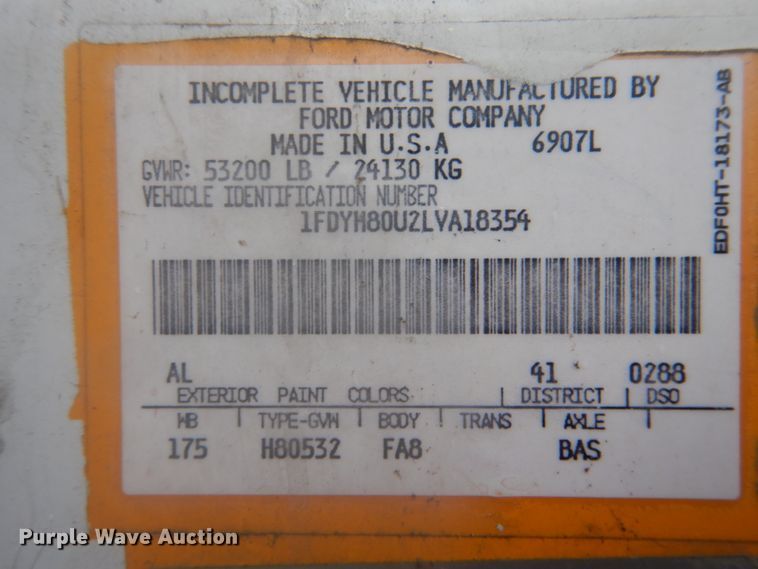 INCOMPLETE VEHICLE MANUFACTURED BY
FORD MOTOR COMPANY
MADE IN U.S.A 6907L
GVWR: 53200 LB / 24130 KG
VEHICLE IDENTIFICATION NUMBER
1FDYH80U2LVA18354
EDF0HT-18173-AB
AL 41 0288
EXTERIOR PAINT COLORS | DISTRICT | DSO
WB | TYPE-GVW | BODY | TRANS | AXLE |
175 H80532 FA8 BAS
Purple Wave Auction